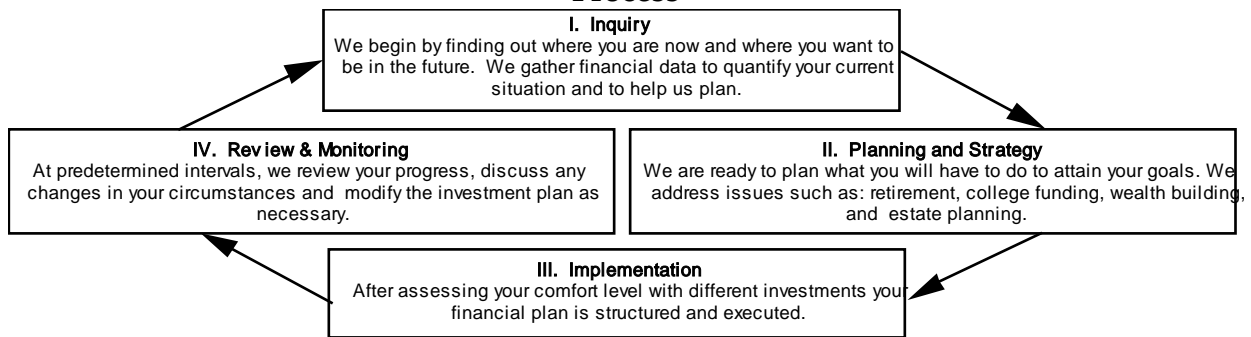 I. Inquiry
We begin by finding out where you are now and where you want to
be in the future. We gather financial data to quantify your current
situation and to help us plan.
II. Planning and Strategy
We are ready to plan what you will have to do to attain your goals. We
address issues such as: retirement, college funding, wealth building,
and estate planning.
III. Implementation
After assessing your comfort level with different investments your
financial plan is structured and executed.
IV. Review & Monitoring
At predetermined intervals, we review your progress, discuss any
changes in your circumstances and modify the investment plan as
necessary.